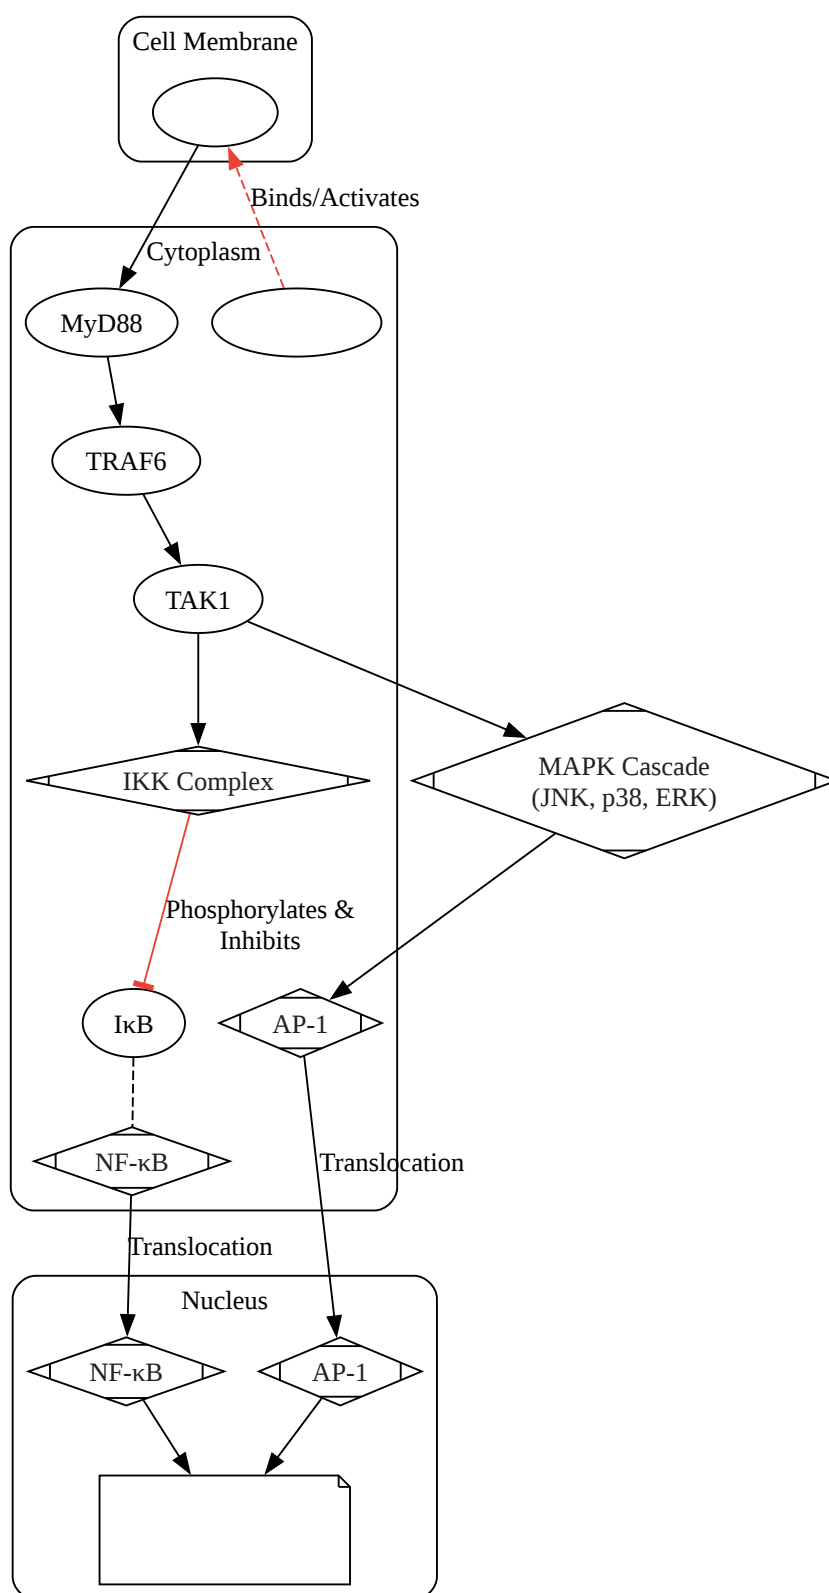 Cell Membrane
Binds/Activates
Cytoplasm
MyD88
TRAF6
TAK1
IKK Complex
MAPK Cascade
(JNK, p38, ERK)
Phosphorylates &
Inhibits
IκB
AP-1
NF-κB
Translocation
Translocation
Nucleus
NF-κB
AP-1